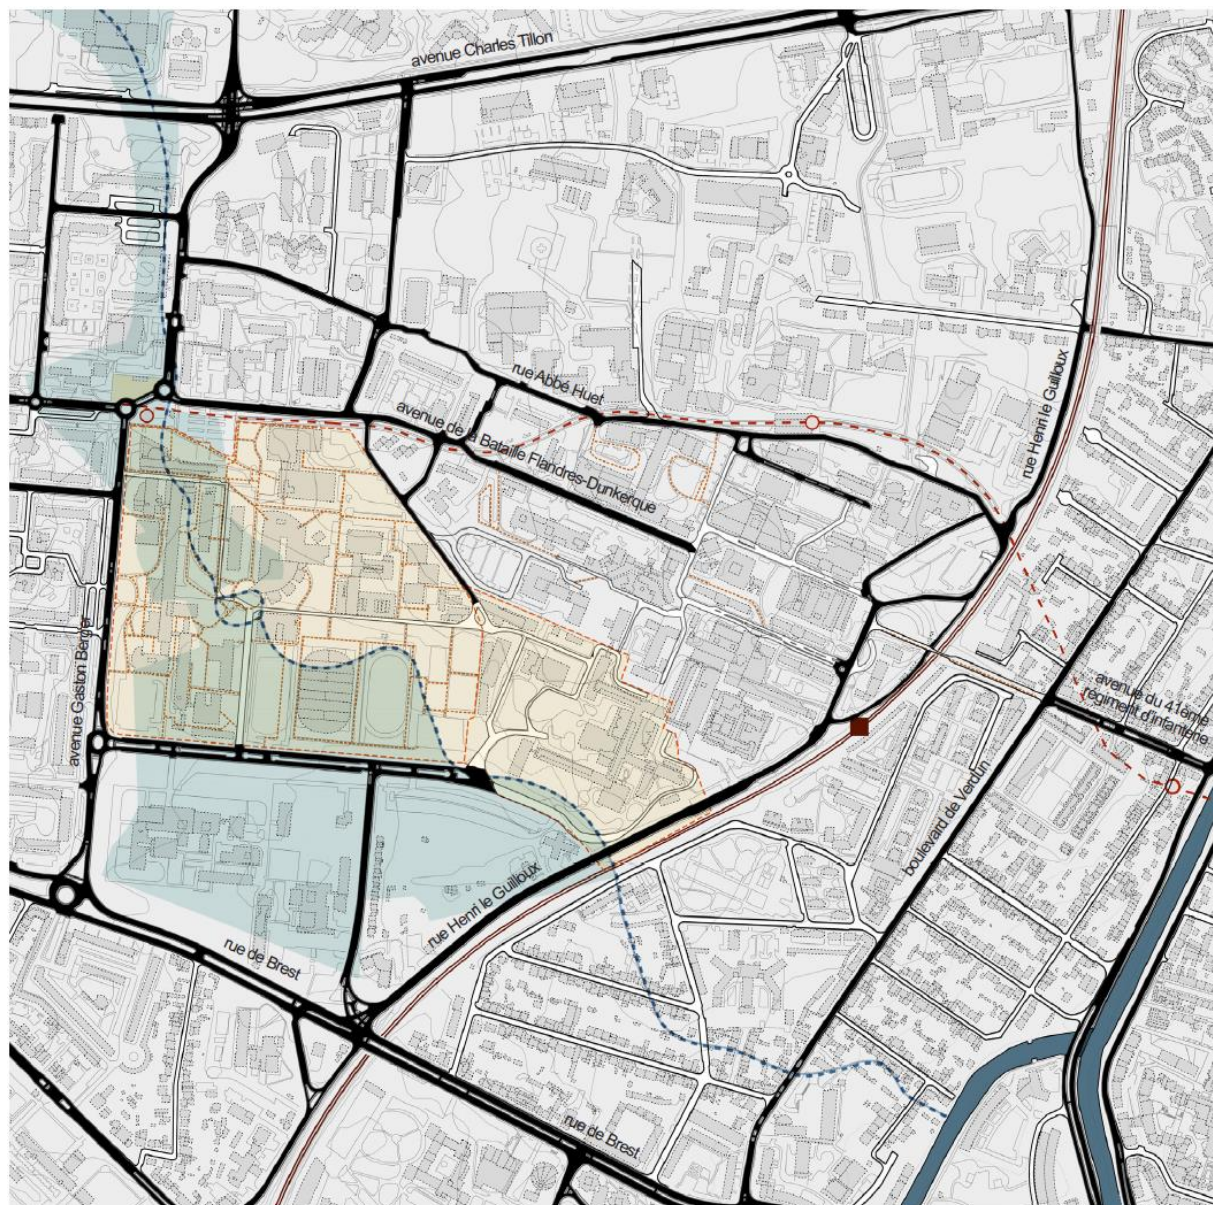 avenue Charles Tillon
rue Abbé Huet
rue Henri le Guilloux
avenue de la Bataille Flandres-Dunkerque
avenue Gaston Berger
avenue du 41ème
régiment d'infanterie
boulevard de Verdun
rue Henri le Guilloux
rue de Brest
rue de Brest